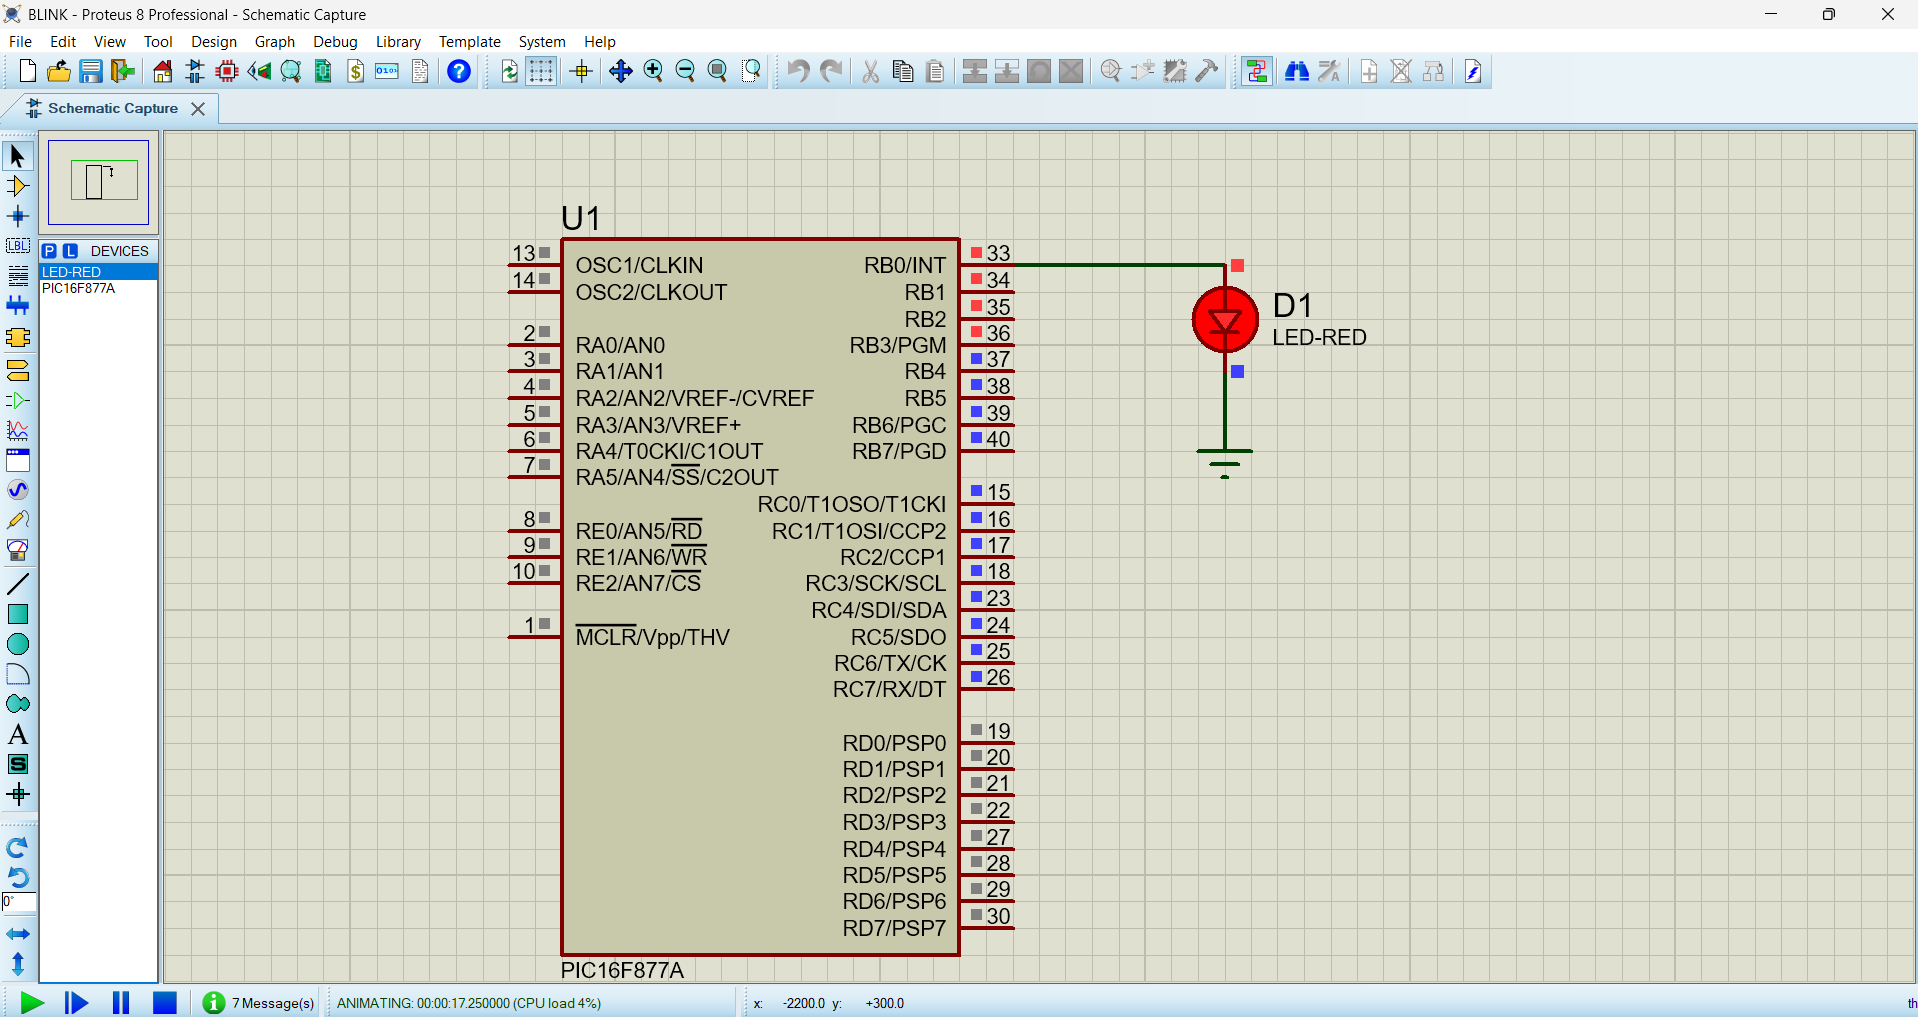 BLINK - Proteus 8 Professional - Schematic Capture
File Edit View Tool Design Graph Debug Library Template System Help
Schematic Capture
P L DEVICES
LED-RED
PIC16F877A
LBL
A
S
0°
U1
13 OSC1/CLKIN
14 OSC2/CLKOUT
2 RA0/AN0
3 RA1/AN1
4 RA2/AN2/VREF-/CVREF
5 RA3/AN3/VREF+
6 RA4/T0CKI/C1OUT
7 RA5/AN4/SS/C2OUT
8 RE0/AN5/RD
9 RE1/AN6/WR
10 RE2/AN7/CS
1 MCLR/Vpp/THV
RB0/INT 33
RB1 34
RB2 35
RB3/PGM 36
RB4 37
RB5 38
RB6/PGC 39
RB7/PGD 40
RC0/T1OSO/T1CKI 15
RC1/T1OSI/CCP2 16
RC2/CCP1 17
RC3/SCK/SCL 18
RC4/SDI/SDA 23
RC5/SDO 24
RC6/TX/CK 25
RC7/RX/DT 26
RD0/PSP0 19
RD1/PSP1 20
RD2/PSP2 21
RD3/PSP3 22
RD4/PSP4 27
RD5/PSP5 28
RD6/PSP6 29
RD7/PSP7 30
PIC16F877A
D1
LED-RED
7 Message(s) ANIMATING: 00:00:17.250000 (CPU load 4%) x: -2200.0 y: +300.0 th